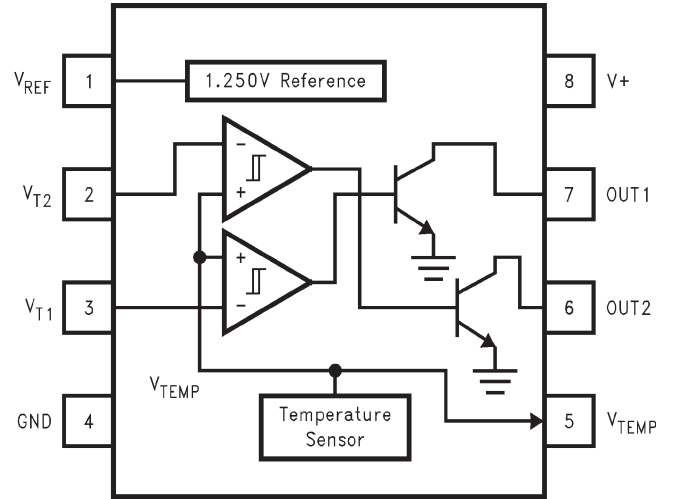 VREF 1 1.250V Reference 8 V+
VT2 2 7 OUT1
VT1 3 6 OUT2
VTEMP
GND 4 Temperature 5 VTEMP
Sensor
- +
+ -